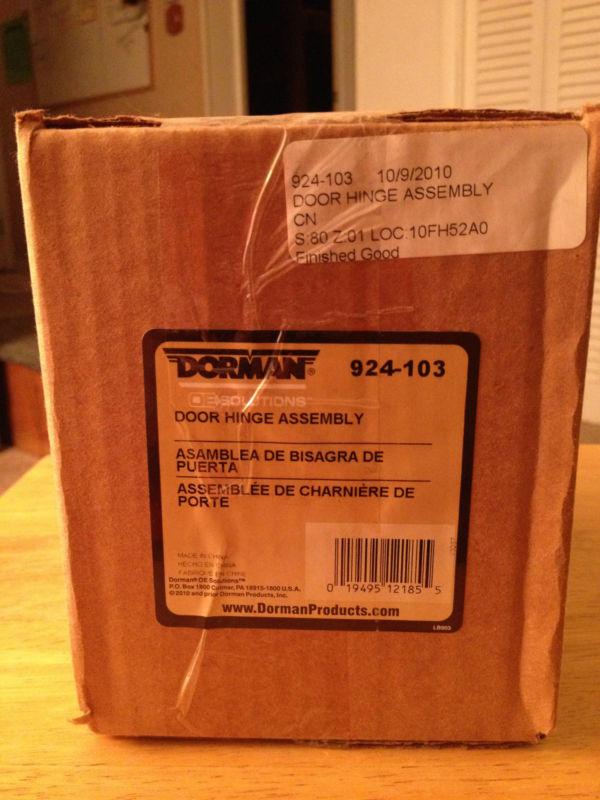 924-103 10/9/2010
DOOR HINGE ASSEMBLY
CN
S:80 Z:01 LOC:10FH52A0
Finished Good
DORMAN® 924-103
OE SOLUTIONS™
DOOR HINGE ASSEMBLY
ASAMBLEA DE BISAGRA DE
PUERTA
ASSEMBLÉE DE CHARNIÈRE DE
PORTE
MADE IN CHINA
HECHO EN CHINA
FABRIQUÉ EN CHINE
Dorman® OE Solutions™
P.O. Box 1800 Colmar, PA 18915-1800 U.S.A.
©2010 and prior Dorman Products, Inc.
0 19495 12185 5
www.DormanProducts.com